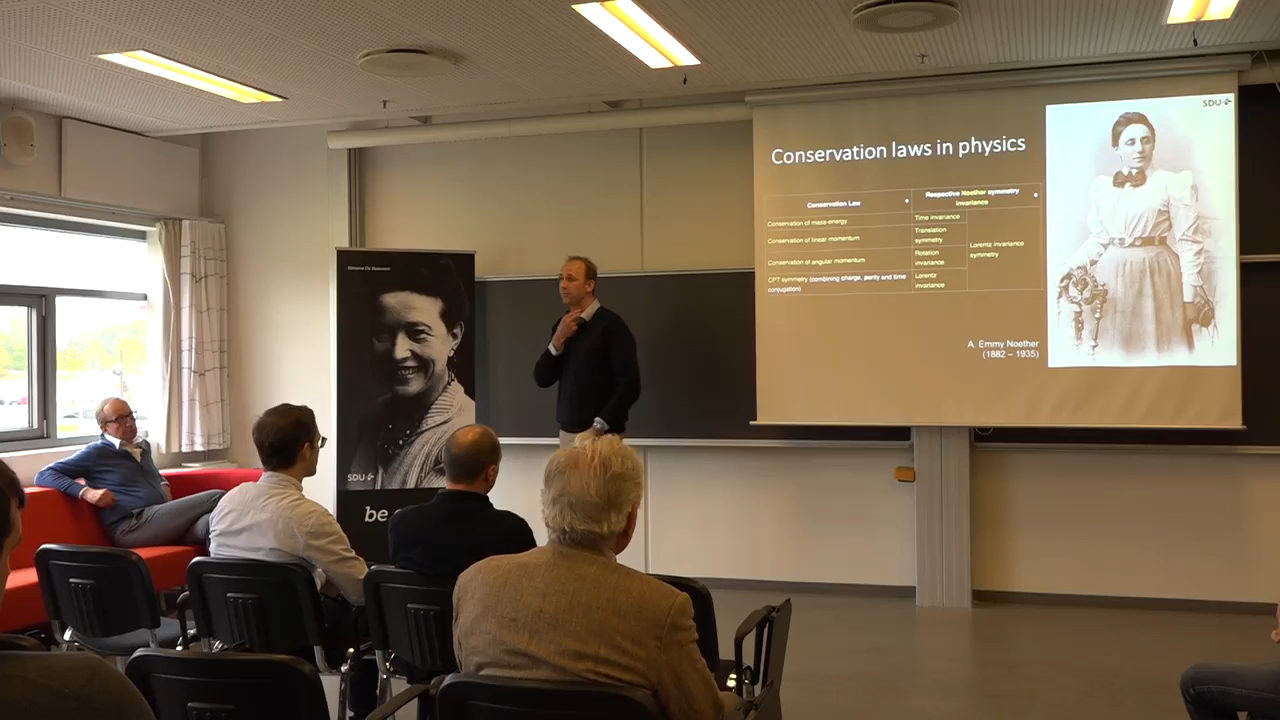 SDU
Conservation laws in physics
Conservation Law
Respective Noether symmetry
invariance
Conservation of mass-energy
Time invariance
Conservation of linear momentum
Translation
symmetry
Lorentz invariance
symmetry
Conservation of angular momentum
Rotation
invariance
CPT symmetry (combining charge, parity and time
conjugation)
Lorentz
invariance
A. Emmy Noether
(1882 – 1935)
Simone De Beauvoir
SDU
be